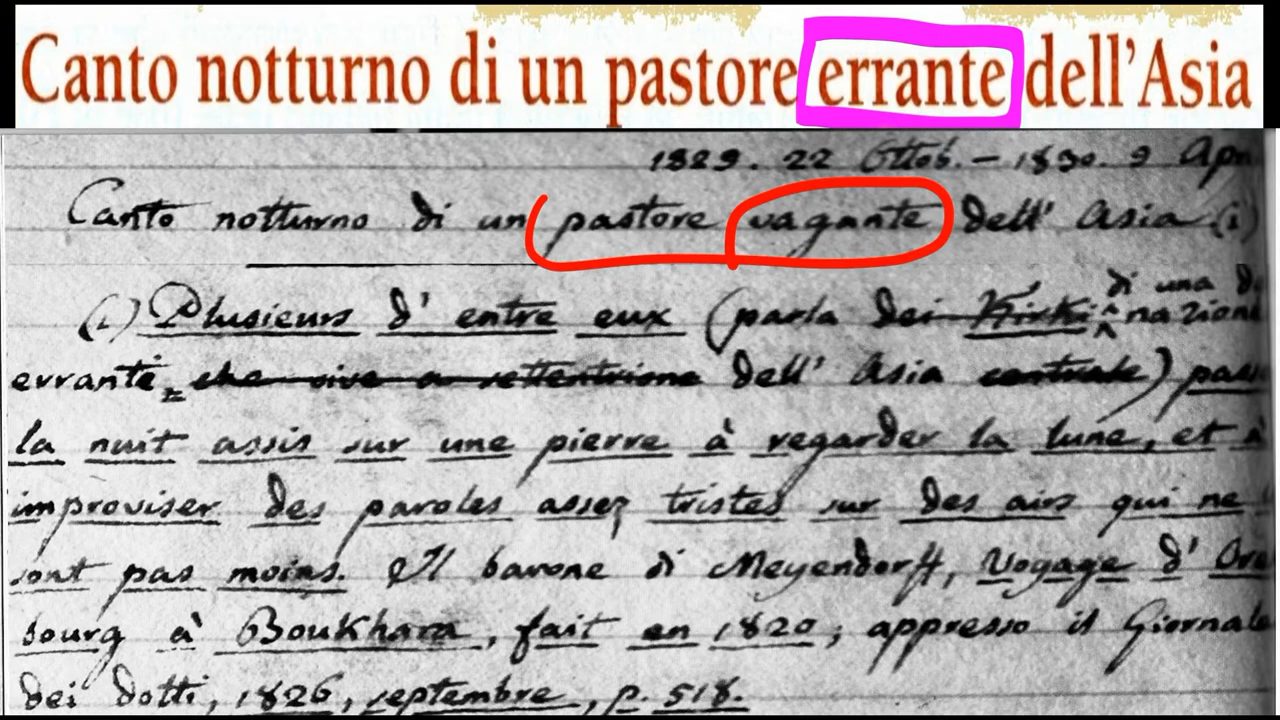 Canto notturno di un pastore errante dell'Asia
1829. 22 Ottob. – 1830. 9 Apr
Canto notturno di un pastore vagante dell' Asia (1)
di una de
(1) Plusieurs d' entre eux (parla dei Kirki nazione
errante, che vive a settentrione dell' Asia centrale) pass
la nuit assis sur une pierre à regarder la lune, et à
improviser des paroles assez tristes sur des airs qui ne
sont pas moins. Il barone di Meyendorff, Voyage d' Oren
bourg à Boukhara, fait en 1820; appresso il Giornale
dei dotti, 1826, septembre, p. 518.